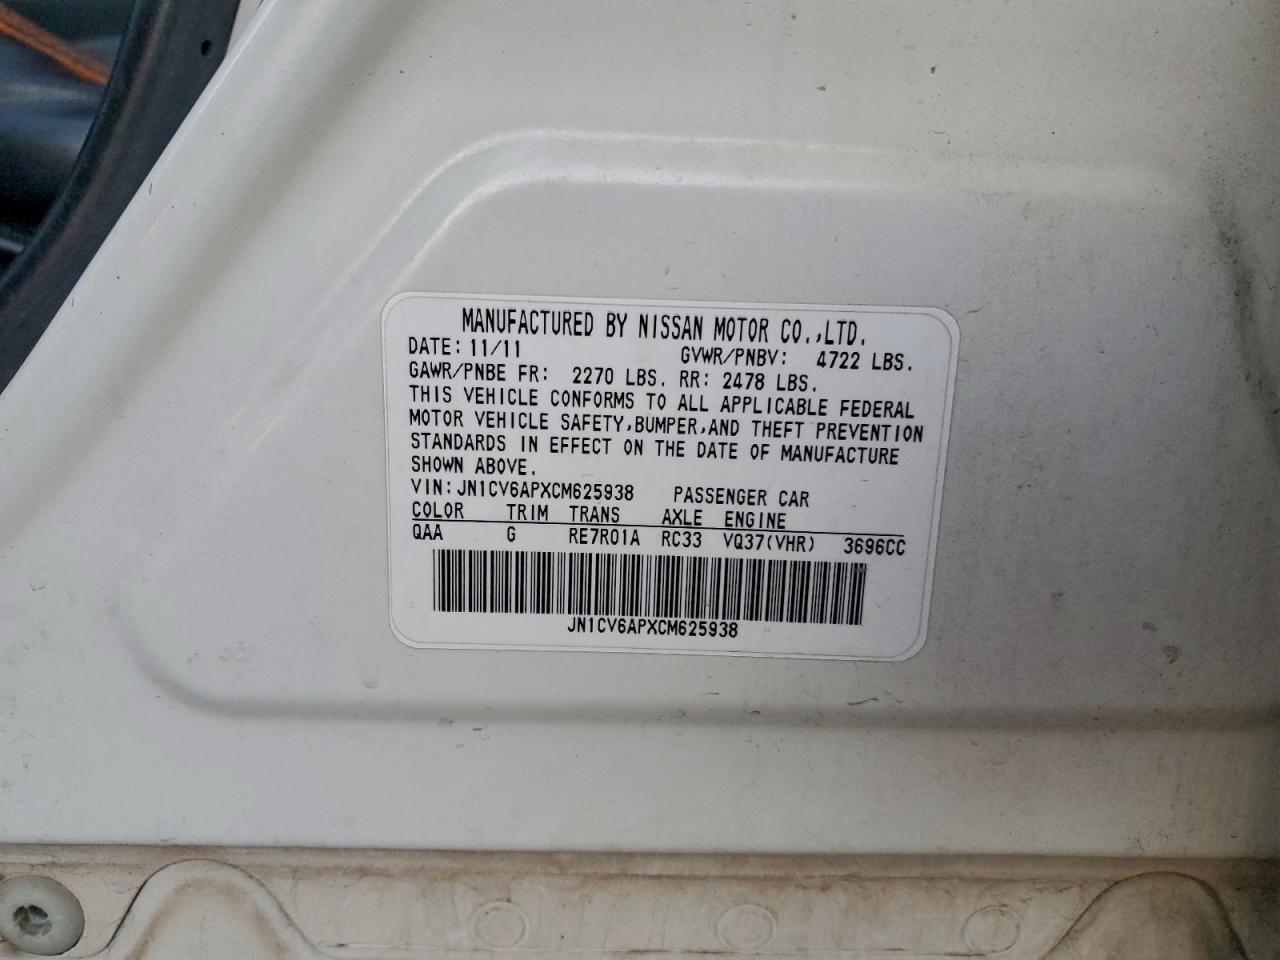 MANUFACTURED BY NISSAN MOTOR CO.,LTD.
DATE: 11/11 GVWR/PNBV: 4722 LBS.
GAWR/PNBE FR: 2270 LBS. RR: 2478 LBS.
THIS VEHICLE CONFORMS TO ALL APPLICABLE FEDERAL
MOTOR VEHICLE SAFETY,BUMPER,AND THEFT PREVENTION
STANDARDS IN EFFECT ON THE DATE OF MANUFACTURE
SHOWN ABOVE.
VIN: JN1CV6APXCM625938 PASSENGER CAR
COLOR TRIM TRANS AXLE ENGINE
QAA G RE7R01A RC33 VQ37(VHR) 3696CC
JN1CV6APXCM625938